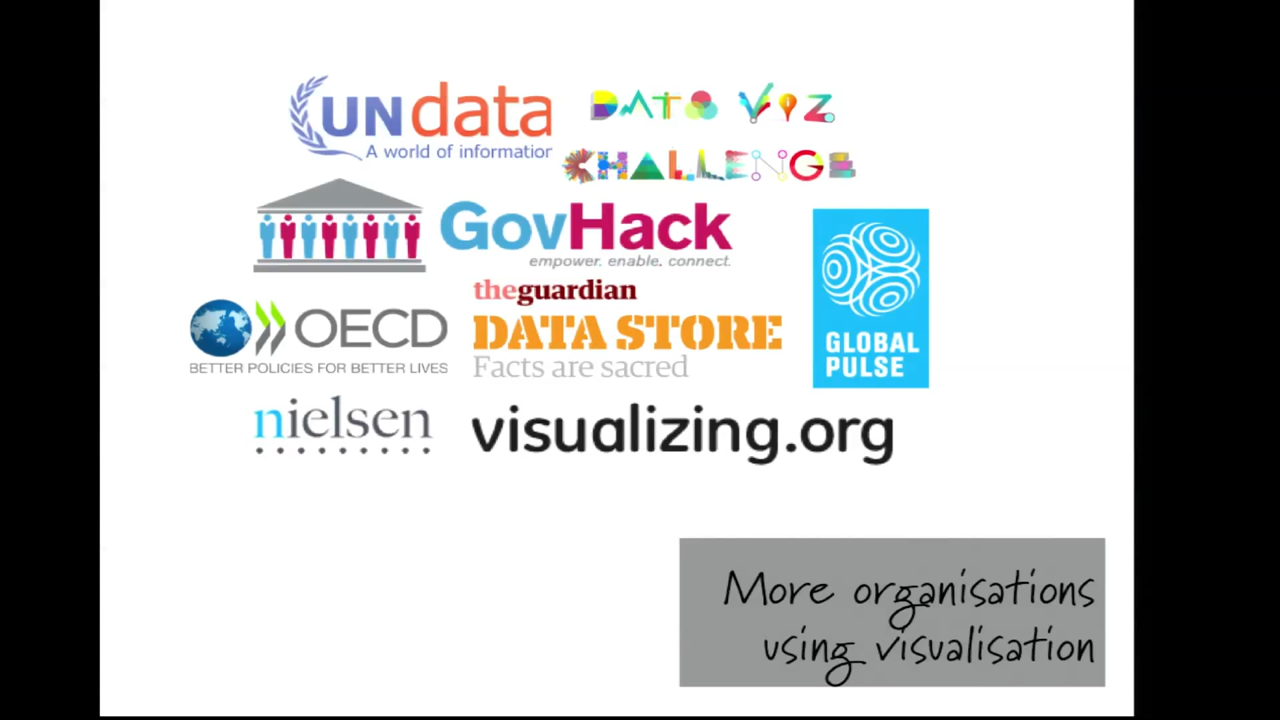 UNdata
A world of information
DATA VIZ
CHALLENGE
GovHack
empower. enable. connect.
theguardian
DATA STORE
Facts are sacred
GLOBAL
PULSE
OECD
BETTER POLICIES FOR BETTER LIVES
nielsen
visualizing.org
More organisations
using visualisation